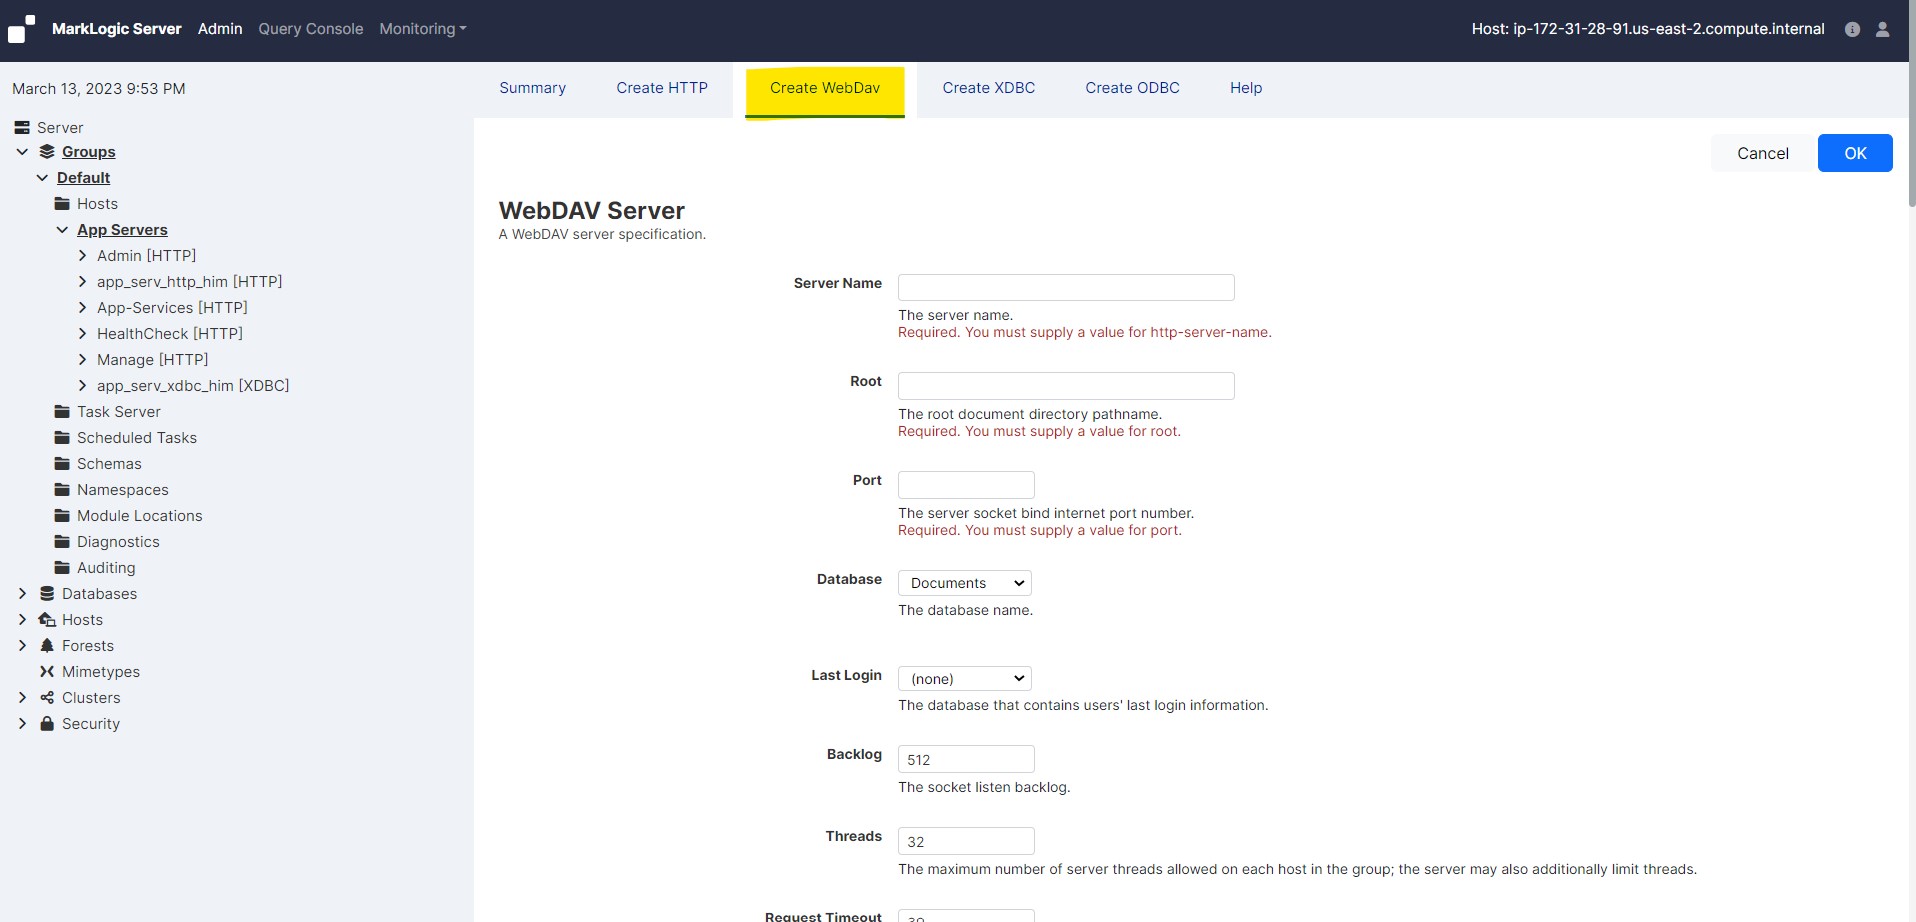 MarkLogic Server Admin Query Console Monitoring Host: ip-172-31-28-91.us-east-2.compute.internal
March 13, 2023 9:53 PM
Server
Groups
Default
Hosts
App Servers
Admin [HTTP]
app_serv_http_him [HTTP]
App-Services [HTTP]
HealthCheck [HTTP]
Manage [HTTP]
app_serv_xdbc_him [XDBC]
Task Server
Scheduled Tasks
Schemas
Namespaces
Module Locations
Diagnostics
Auditing
Databases
Hosts
Forests
Mimetypes
Clusters
Security
Summary Create HTTP Create WebDav Create XDBC Create ODBC Help
Cancel OK
WebDAV Server
A WebDAV server specification.
Server Name
The server name.
Required. You must supply a value for http-server-name.
Root
The root document directory pathname.
Required. You must supply a value for root.
Port
The server socket bind internet port number.
Required. You must supply a value for port.
Database Documents
The database name.
Last Login (none)
The database that contains users' last login information.
Backlog 512
The socket listen backlog.
Threads 32
The maximum number of server threads allowed on each host in the group; the server may also additionally limit threads.
Request Timeout